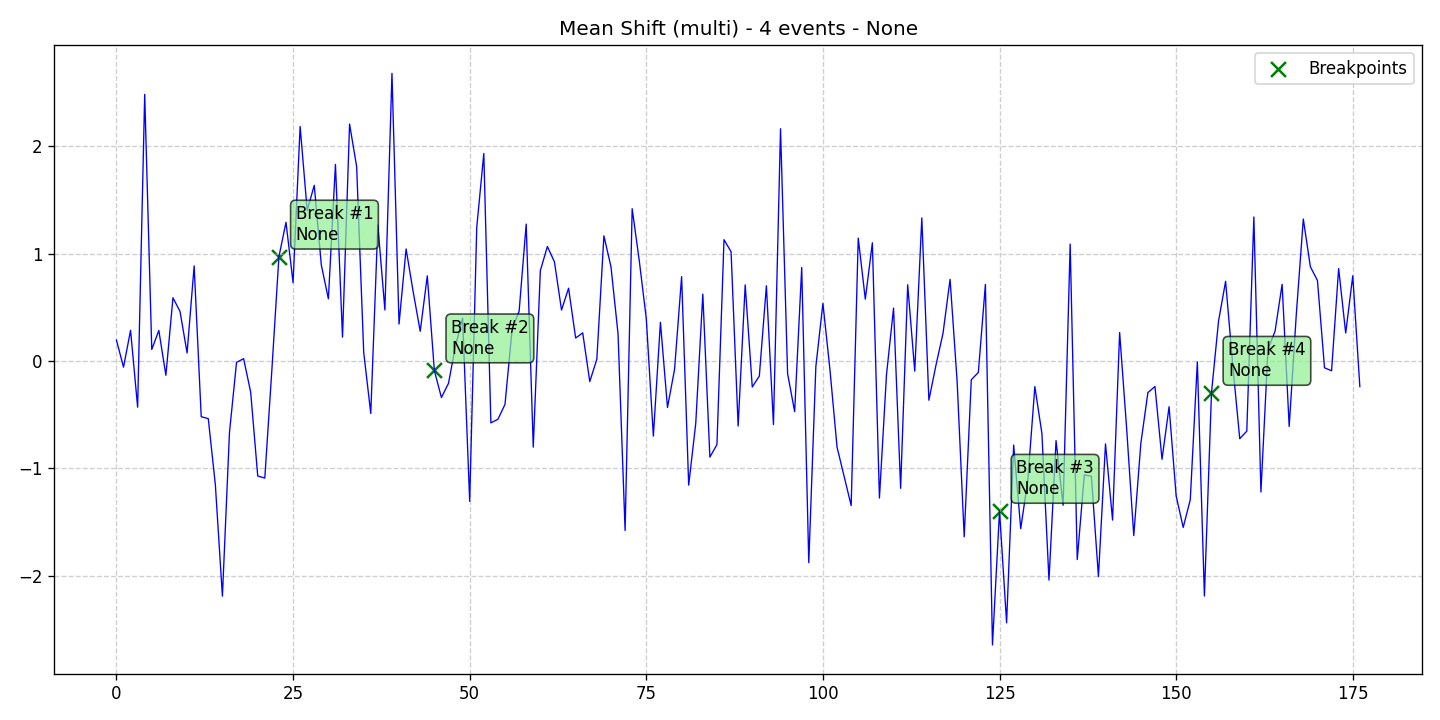 Mean Shift (multi) - 4 events - None
Breakpoints
Break #1
None
Break #2
None
Break #3
None
Break #4
None
2
1
0
−1
−2
0
25
50
75
100
125
150
175